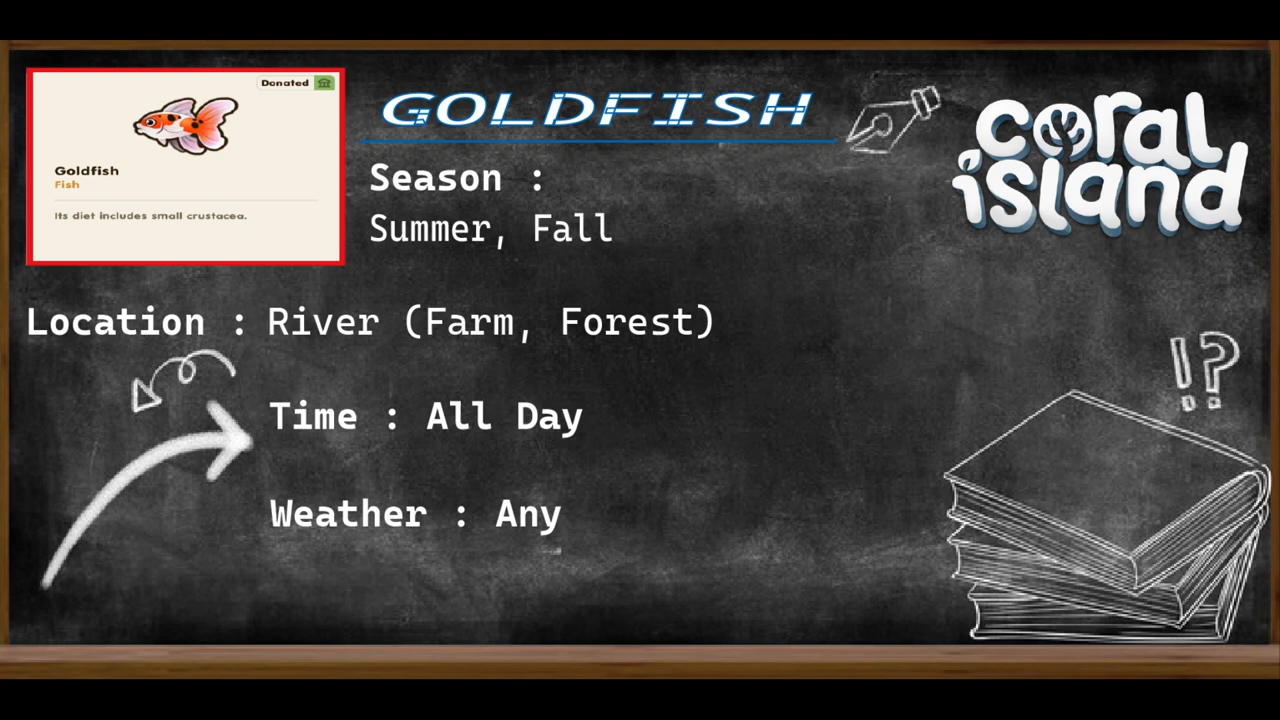 Donated
Goldfish
Fish
Its diet includes small crustacea.
GOLDFISH
Season :
Summer, Fall
coral
island
Location : River (Farm, Forest)
!?
Time : All Day
Weather : Any